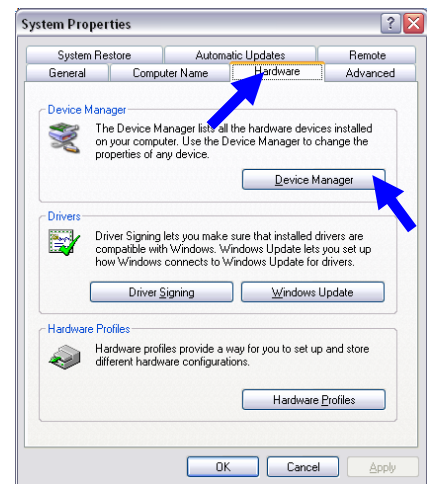 System Properties
System Restore Automatic Updates Remote
General Computer Name Hardware Advanced
Device Manager
The Device Manager lists all the hardware devices installed
on your computer. Use the Device Manager to change the
properties of any device.
Device Manager
Drivers
Driver Signing lets you make sure that installed drivers are
compatible with Windows. Windows Update lets you set up
how Windows connects to Windows Update for drivers.
Driver Signing Windows Update
Hardware Profiles
Hardware profiles provide a way for you to set up and store
different hardware configurations.
Hardware Profiles
OK Cancel Apply